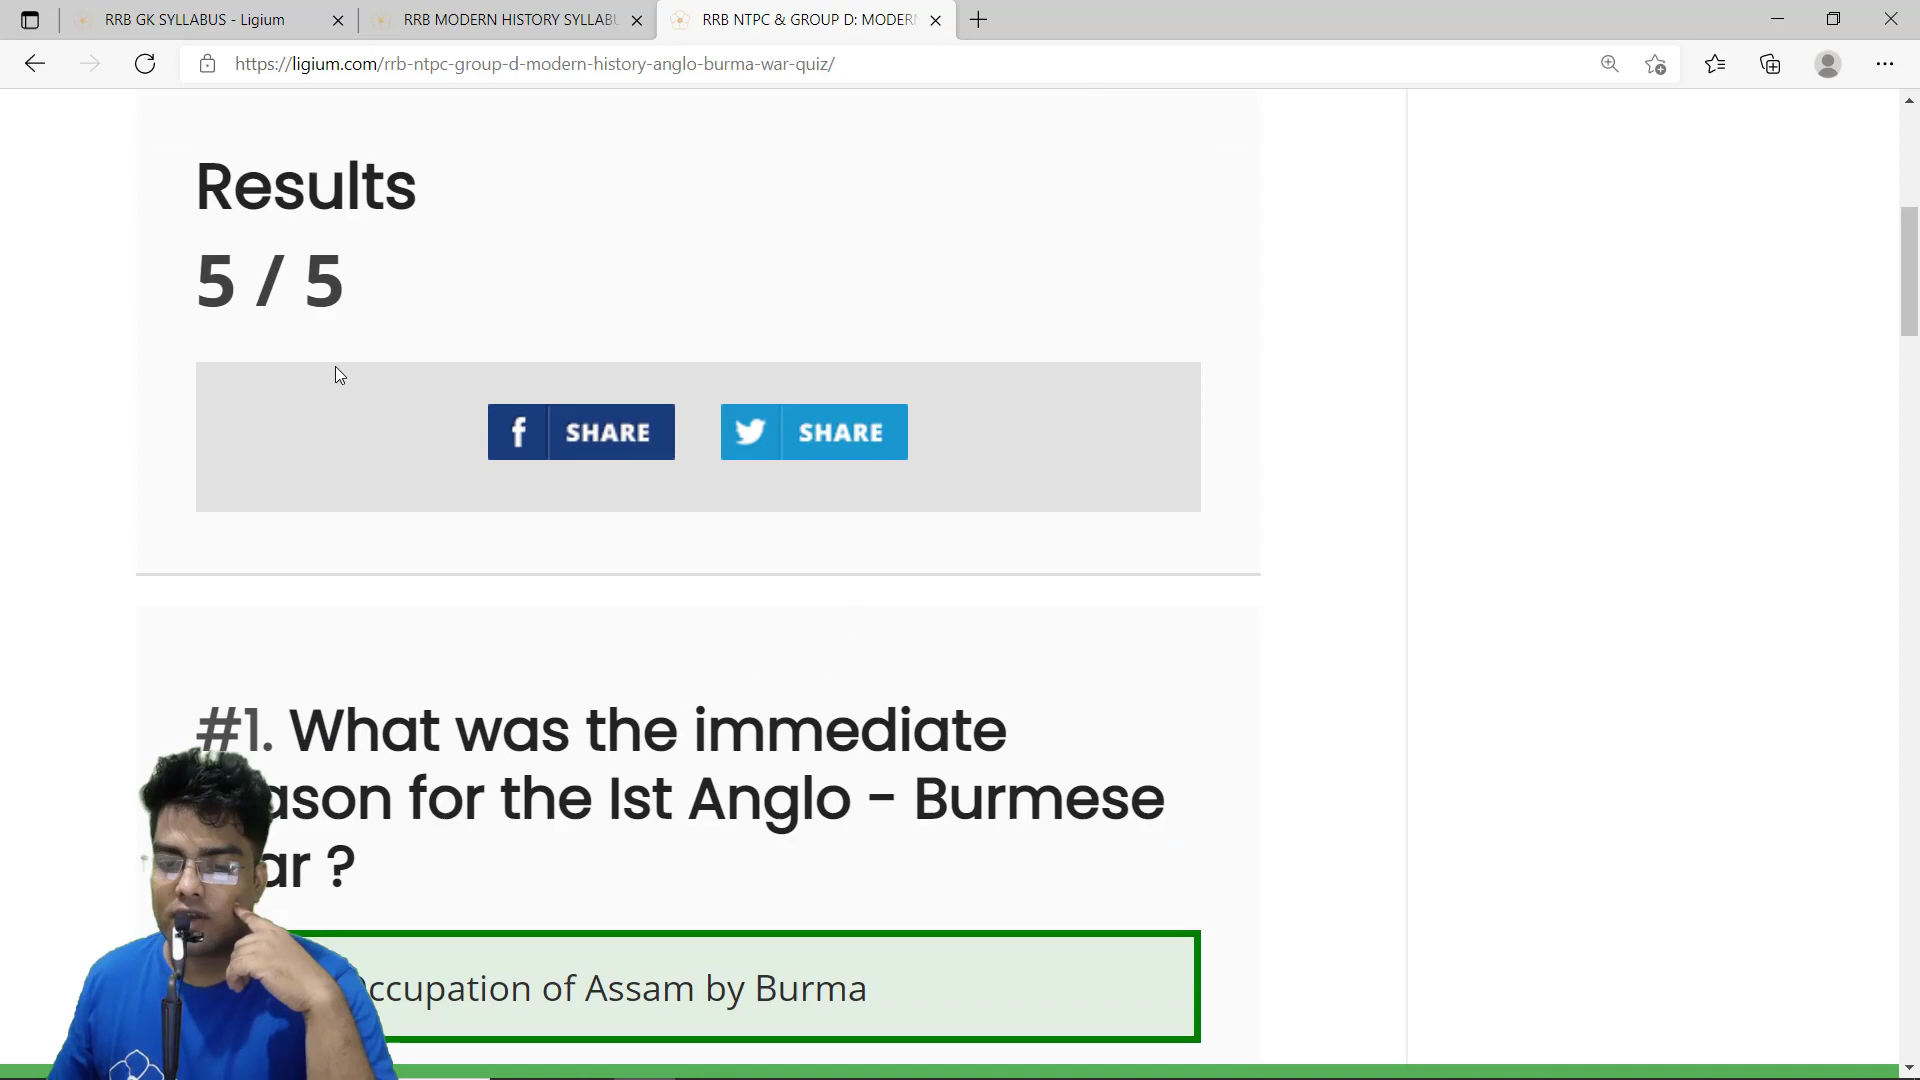 RRB GK SYLLABUS - Ligium
RRB MODERN HISTORY SYLLABU
RRB NTPC & GROUP D: MODERN
https://ligium.com/rrb-ntpc-group-d-modern-history-anglo-burma-war-quiz/
Results
5 / 5
f SHARE
SHARE
#1. What was the immediate
ason for the Ist Anglo - Burmese
ar ?
ccupation of Assam by Burma